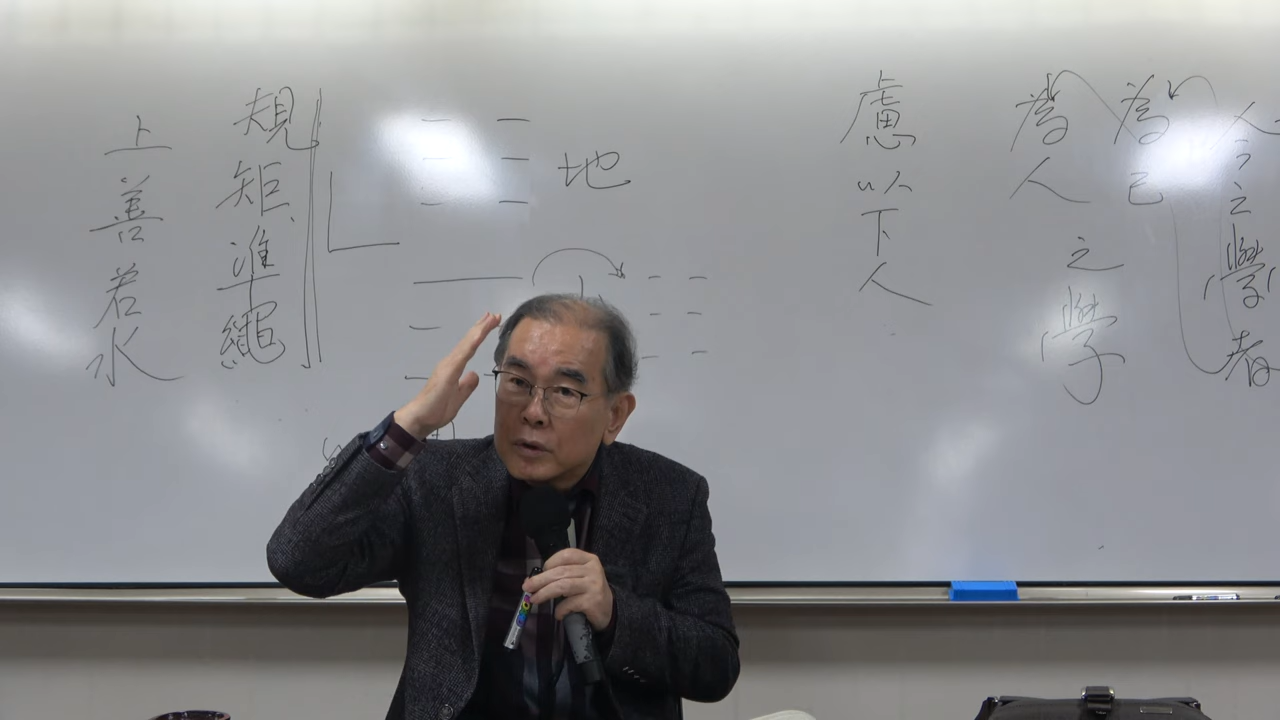 今之學者
為己
為人之學
慮以下人
地
規矩準繩
上善若水